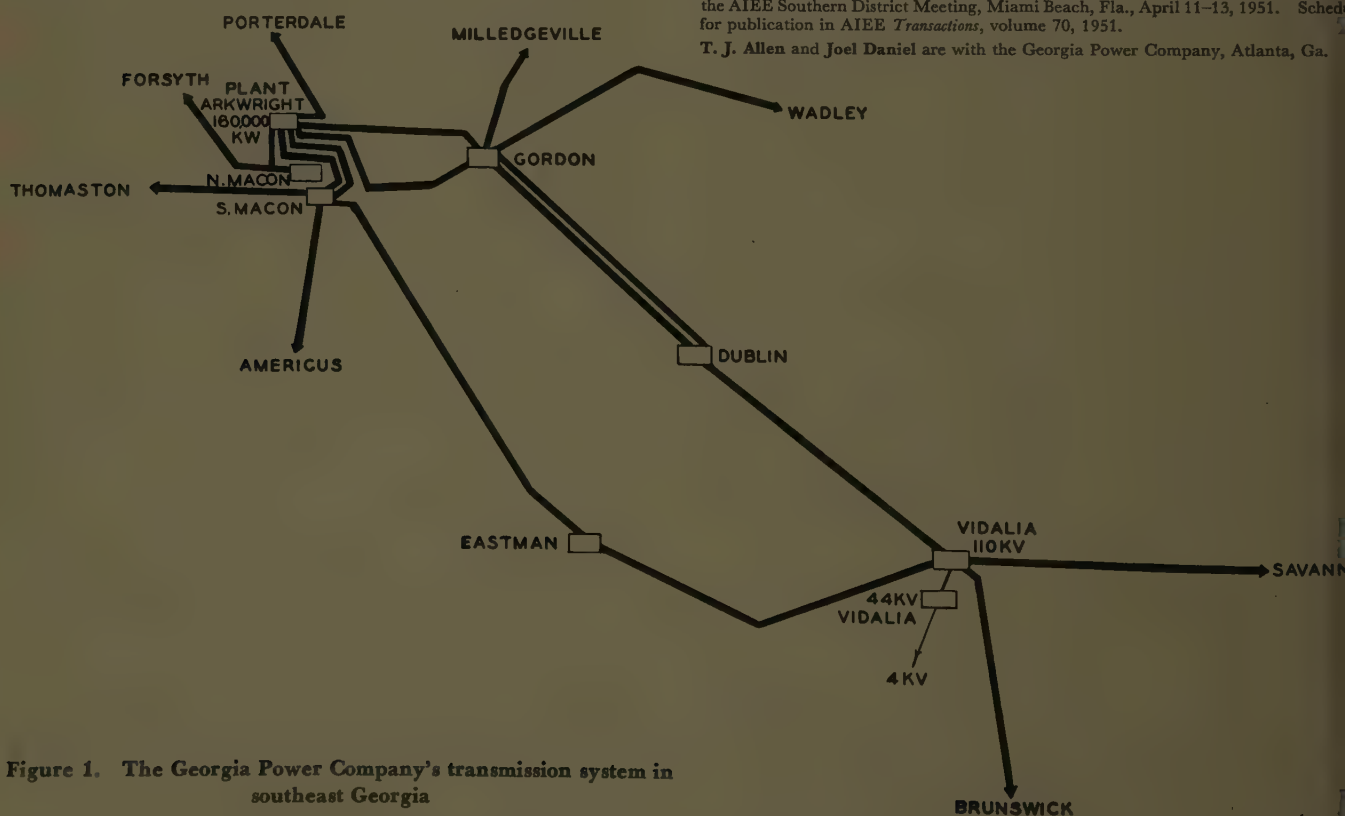 the AIEE Southern District Meeting, Miami Beach, Fla., April 11–13, 1951.
for publication in AIEE Transactions, volume 70, 1951.
T. J. Allen and Joel Daniel are with the Georgia Power Company, Atlanta, Ga.
PORTERDALE
MILLEDGEVILLE
FORSYTH
PLANT
ARKWRIGHT
160,000
KW
WADLEY
GORDON
THOMASTON
N. MACON
S. MACON
AMERICUS
DUBLIN
EASTMAN
VIDALIA
110KV
SAVANN
44KV
VIDALIA
4KV
BRUNSWICK
Figure 1. The Georgia Power Company's transmission system in
southeast Georgia